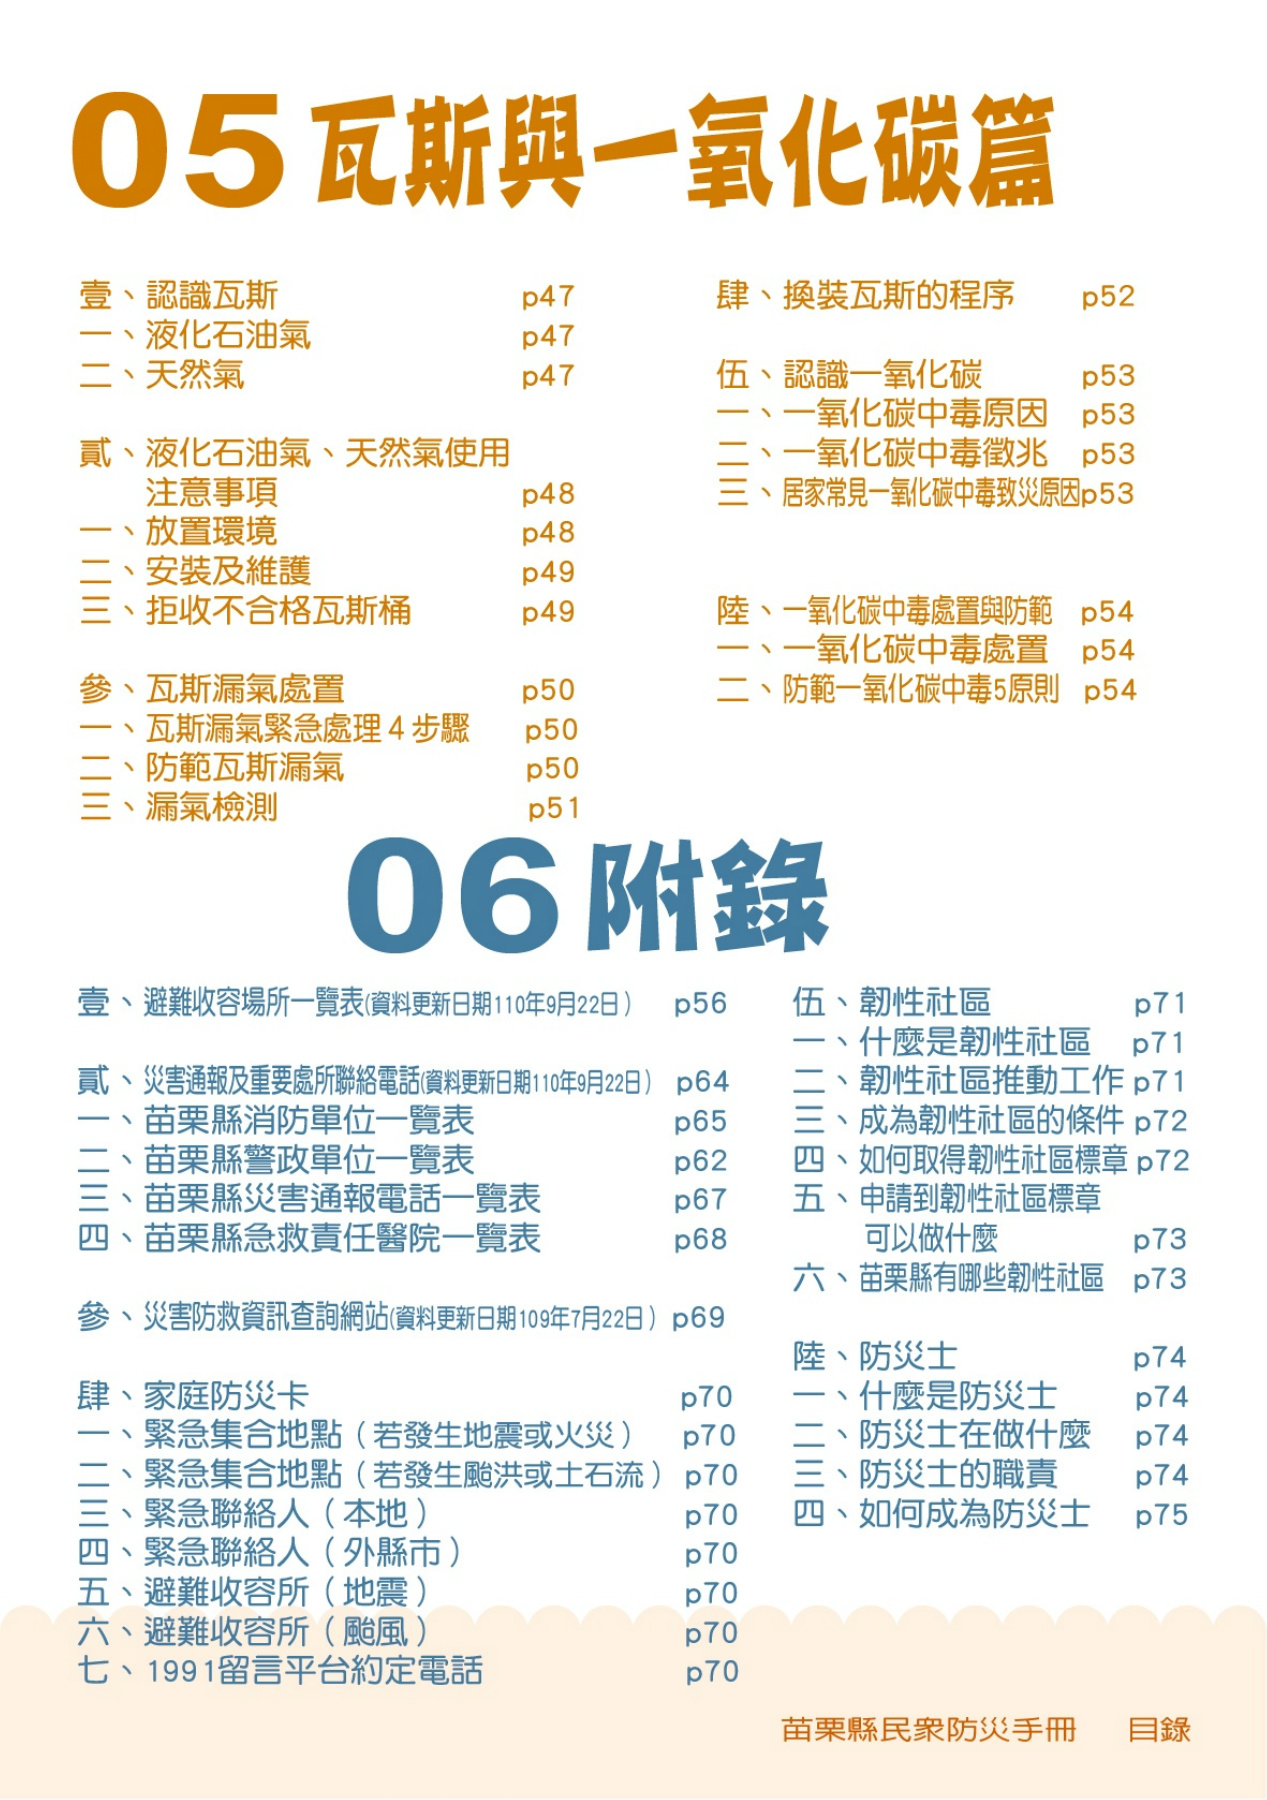 05 瓦斯與一氧化碳篇
壹、認識瓦斯 p47
一、液化石油氣 p47
二、天然氣 p47
貳、液化石油氣、天然氣使用
注意事項 p48
一、放置環境 p48
二、安裝及維護 p49
三、拒收不合格瓦斯桶 p49
參、瓦斯漏氣處置 p50
一、瓦斯漏氣緊急處理4步驟 p50
二、防範瓦斯漏氣 p50
三、漏氣檢測 p51
肆、換裝瓦斯的程序 p52
伍、認識一氧化碳 p53
一、一氧化碳中毒原因 p53
二、一氧化碳中毒徵兆 p53
三、居家常見一氧化碳中毒致災原因p53
陸、一氧化碳中毒處置與防範 p54
一、一氧化碳中毒處置 p54
二、防範一氧化碳中毒5原則 p54
06 附錄
壹、避難收容場所一覽表(資料更新日期110年9月22日) p56
貳、災害通報及重要處所聯絡電話(資料更新日期110年9月22日) p64
一、苗栗縣消防單位一覽表 p65
二、苗栗縣警政單位一覽表 p62
三、苗栗縣災害通報電話一覽表 p67
四、苗栗縣急救責任醫院一覽表 p68
參、災害防救資訊查詢網站(資料更新日期109年7月22日) p69
肆、家庭防災卡 p70
一、緊急集合地點(若發生地震或火災) p70
二、緊急集合地點(若發生颱洪或土石流) p70
三、緊急聯絡人(本地) p70
四、緊急聯絡人(外縣市) p70
五、避難收容所(地震) p70
六、避難收容所(颱風) p70
七、1991留言平台約定電話 p70
伍、韌性社區 p71
一、什麼是韌性社區 p71
二、韌性社區推動工作 p71
三、成為韌性社區的條件 p72
四、如何取得韌性社區標章 p72
五、申請到韌性社區標章
可以做什麼 p73
六、苗栗縣有哪些韌性社區 p73
陸、防災士 p74
一、什麼是防災士 p74
二、防災士在做什麼 p74
三、防災士的職責 p74
四、如何成為防災士 p75
苗栗縣民眾防災手冊 目錄